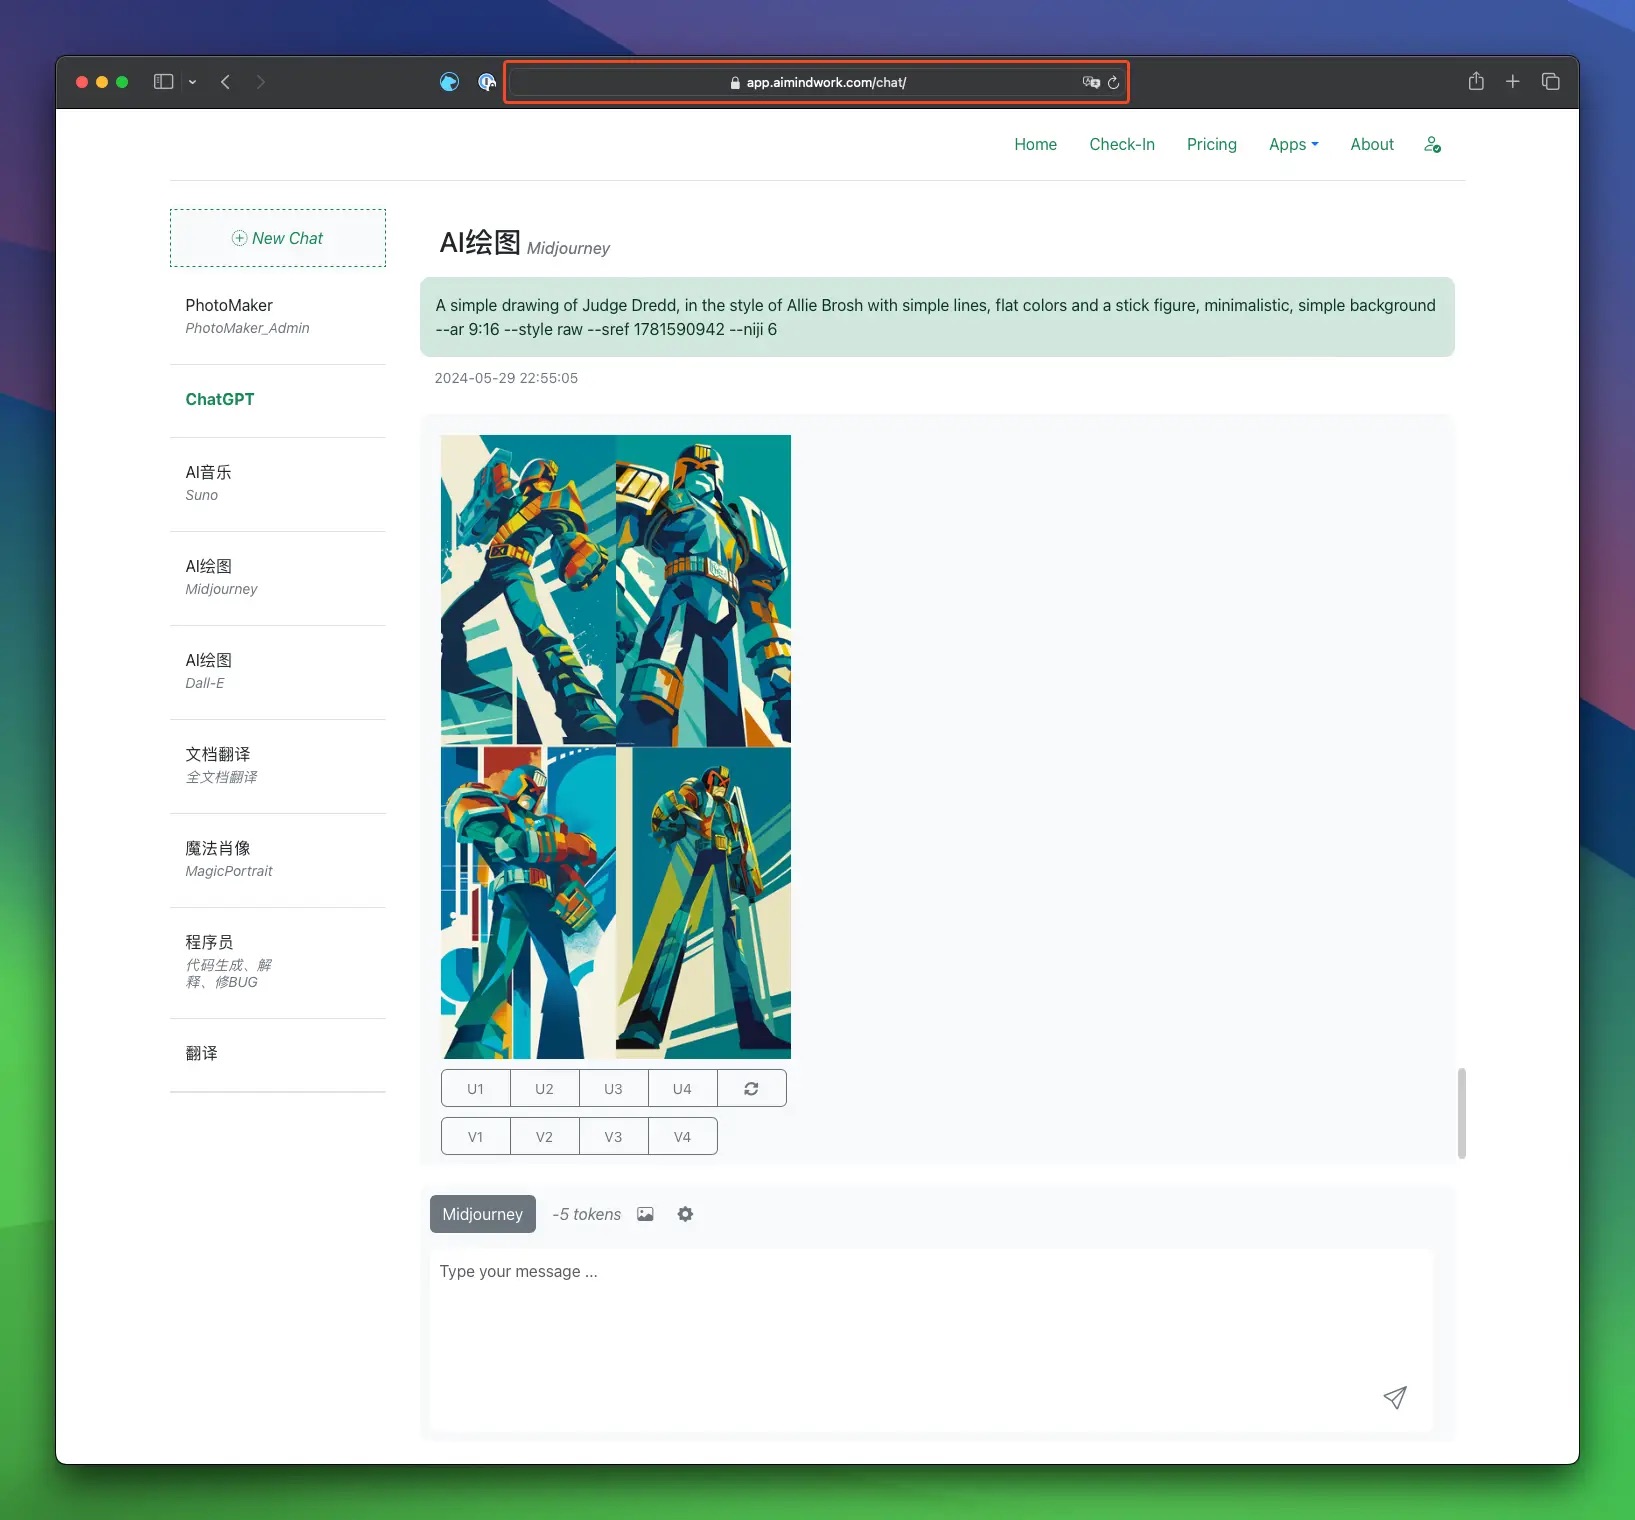 app.aimindwork.com/chat/
Home Check-In Pricing Apps About
New Chat
PhotoMaker
PhotoMaker_Admin
ChatGPT
AI音乐
Suno
AI绘图
Midjourney
AI绘图
Dall-E
文档翻译
全文档翻译
魔法肖像
MagicPortrait
程序员
代码生成、解
释、修BUG
翻译
AI绘图 Midjourney
A simple drawing of Judge Dredd, in the style of Allie Brosh with simple lines, flat colors and a stick figure, minimalistic, simple background
--ar 9:16 --style raw --sref 1781590942 --niji 6
2024-05-29 22:55:05
U1 U2 U3 U4
V1 V2 V3 V4
Midjourney -5 tokens
Type your message ...